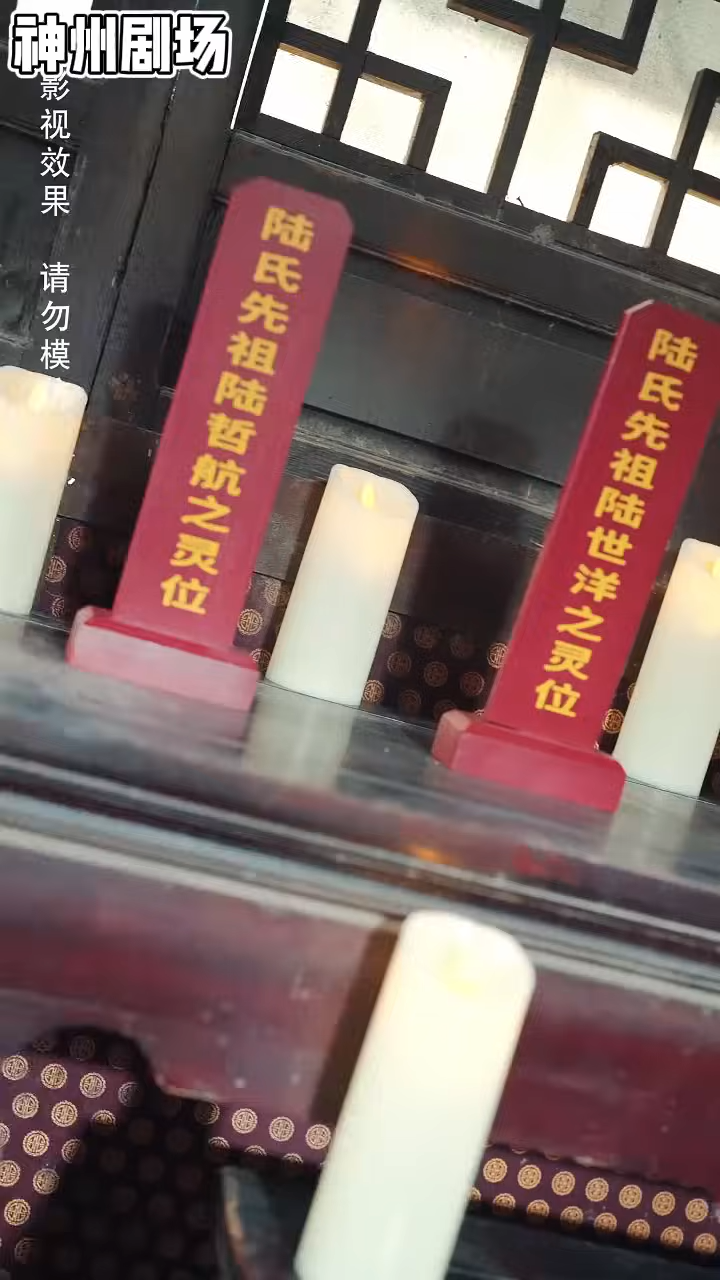 神州剧场
影视效果 请勿模
陆氏先祖陆哲航之灵位
陆氏先祖陆世洋之灵位